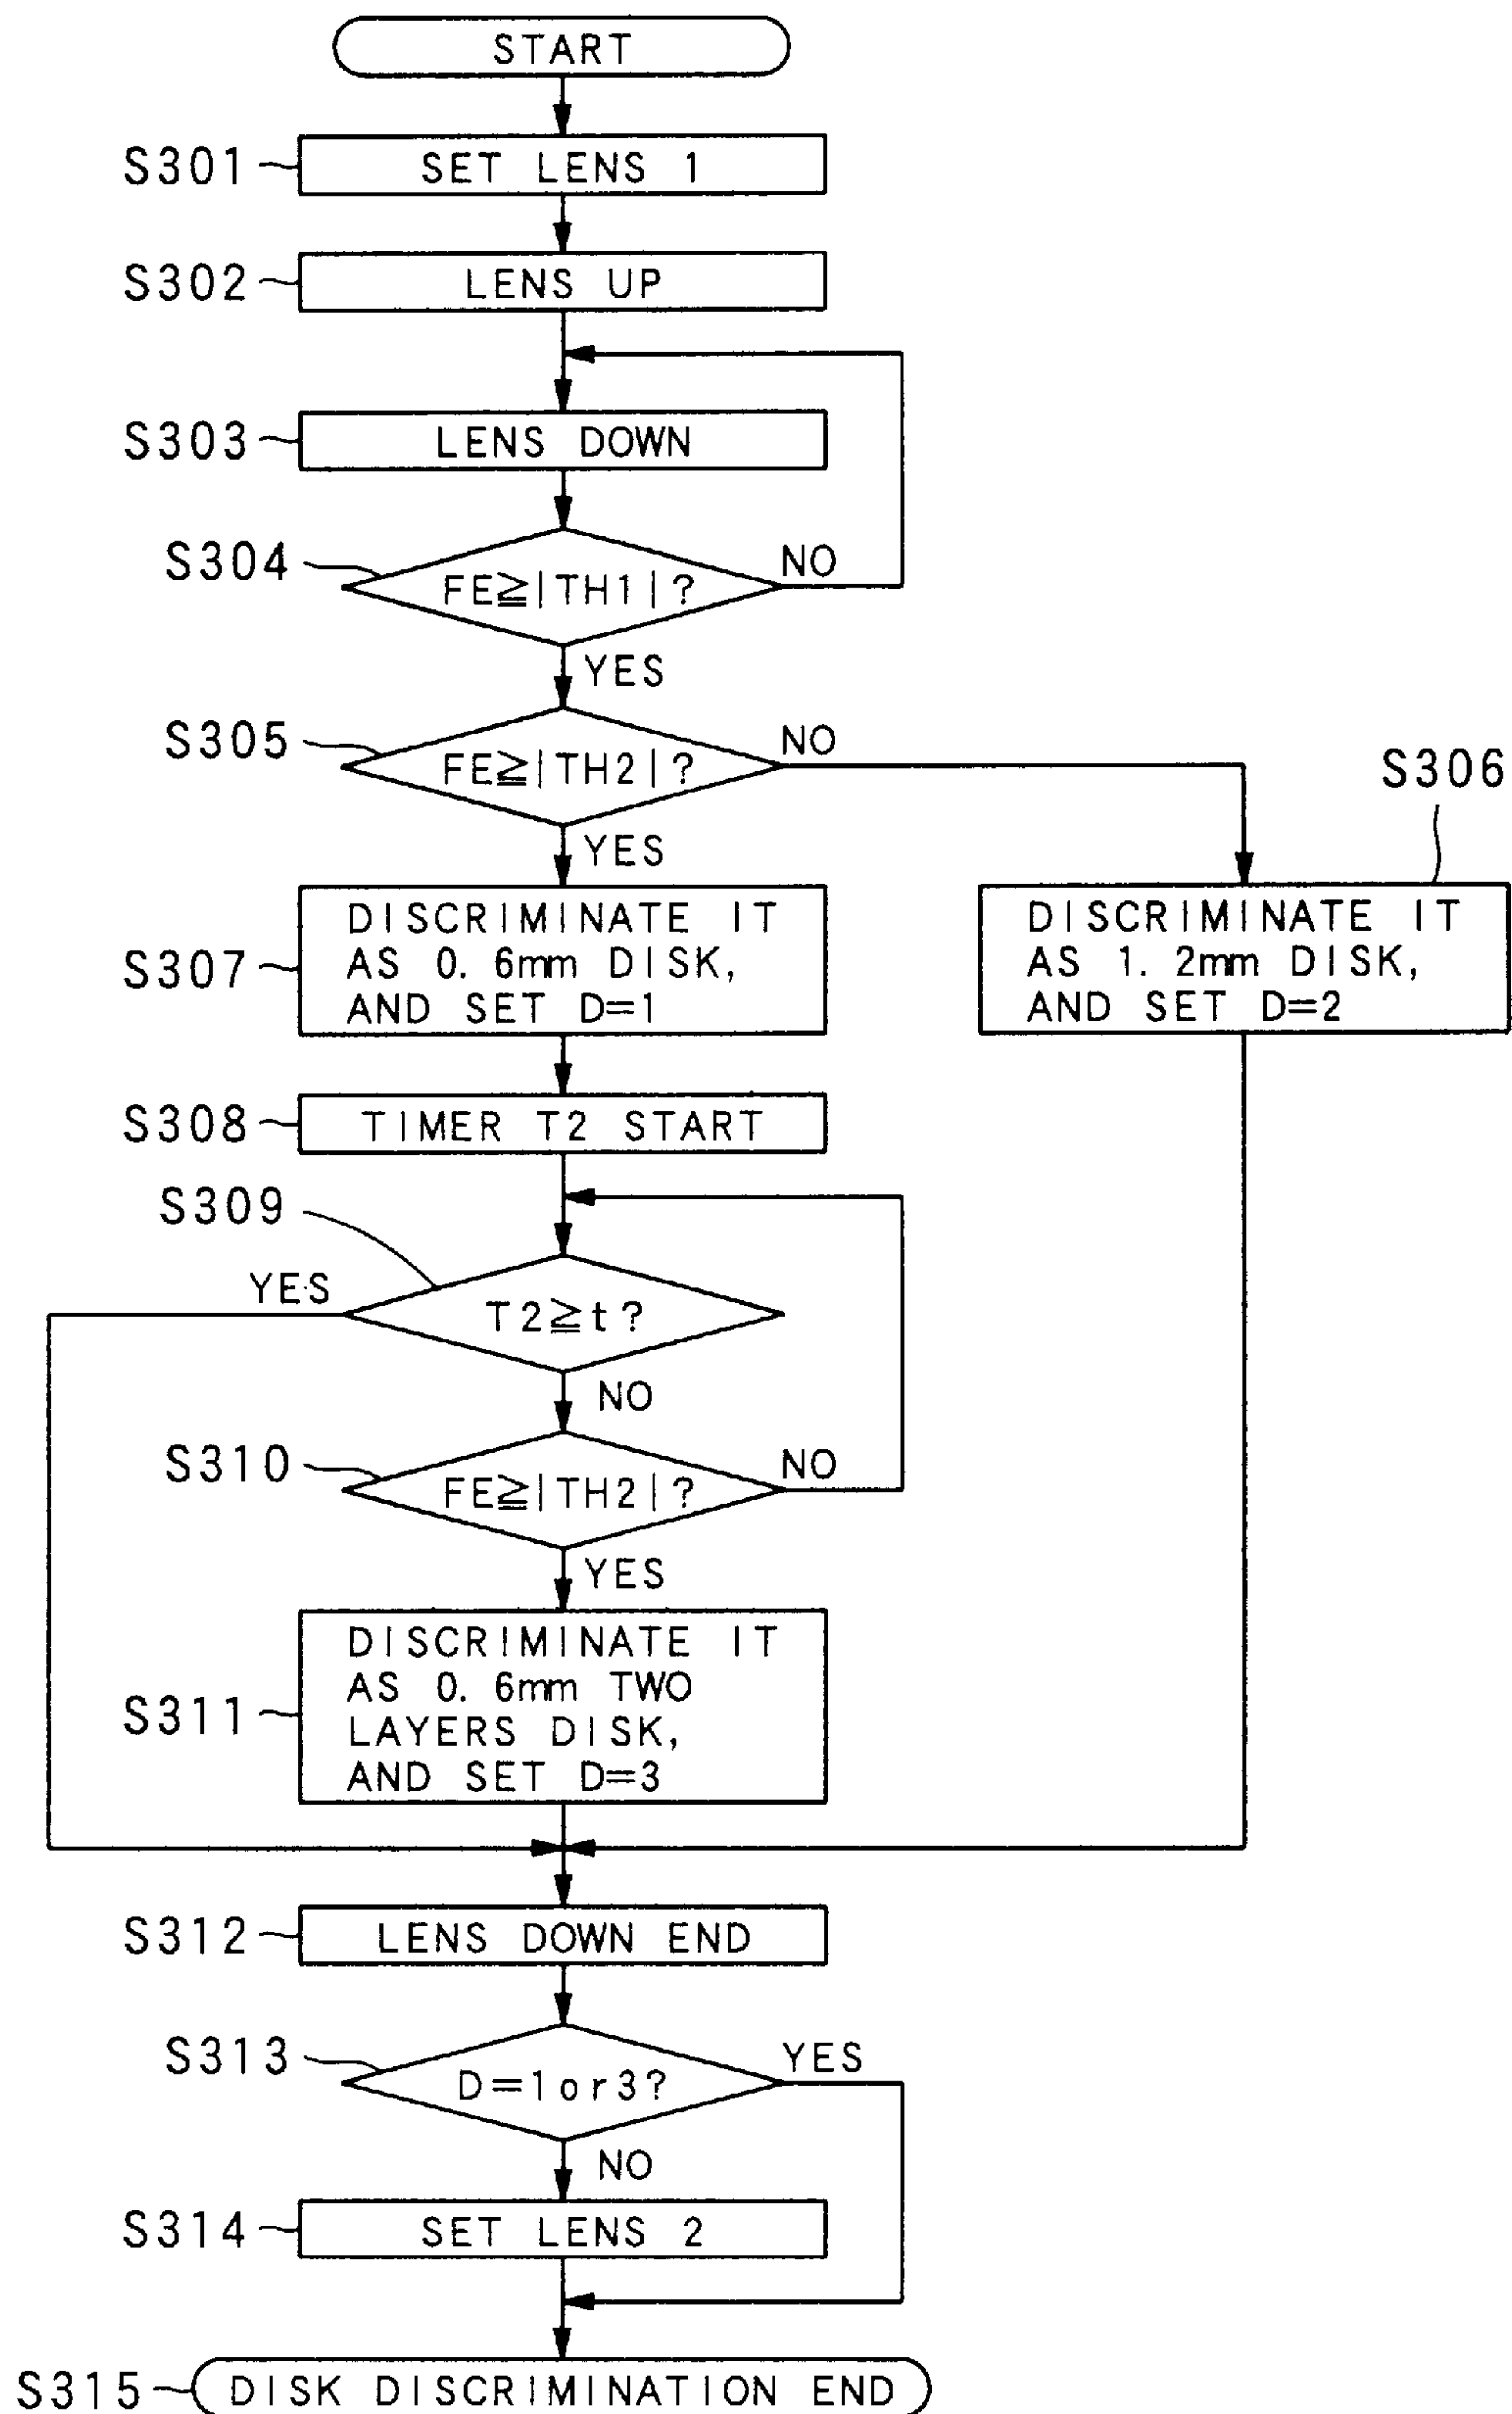 START
S301
SET LENS 1
S302
LENS UP
S303
LENS DOWN
S304
FE≧|TH1|?
NO
YES
S305
FE≧|TH2|?
NO
YES
S306
DISCRIMINATE IT
AS 1. 2mm DISK,
AND SET D=2
S307
DISCRIMINATE IT
AS 0. 6mm DISK,
AND SET D=1
S308
TIMER T2 START
S309
YES
T2≧t?
NO
S310
FE≧|TH2|?
NO
YES
S311
DISCRIMINATE IT
AS 0. 6mm TWO
LAYERS DISK,
AND SET D=3
S312
LENS DOWN END
S313
D=1or3?
YES
NO
S314
SET LENS 2
S315
DISK DISCRIMINATION END